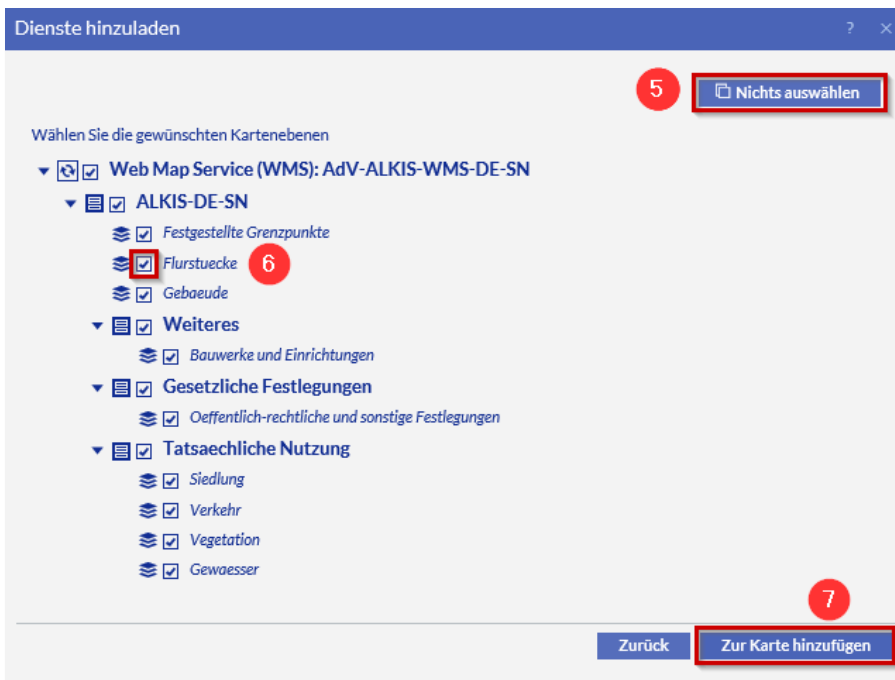 Dienste hinzuladen ? ×
5 Nichts auswählen
Wählen Sie die gewünschten Kartenebenen
Web Map Service (WMS): AdV-ALKIS-WMS-DE-SN
ALKIS-DE-SN
Festgestellte Grenzpunkte
Flurstuecke 6
Gebaeude
Weiteres
Bauwerke und Einrichtungen
Gesetzliche Festlegungen
Oeffentlich-rechtliche und sonstige Festlegungen
Tatsaechliche Nutzung
Siedlung
Verkehr
Vegetation
Gewaesser
7
Zurück Zur Karte hinzufügen